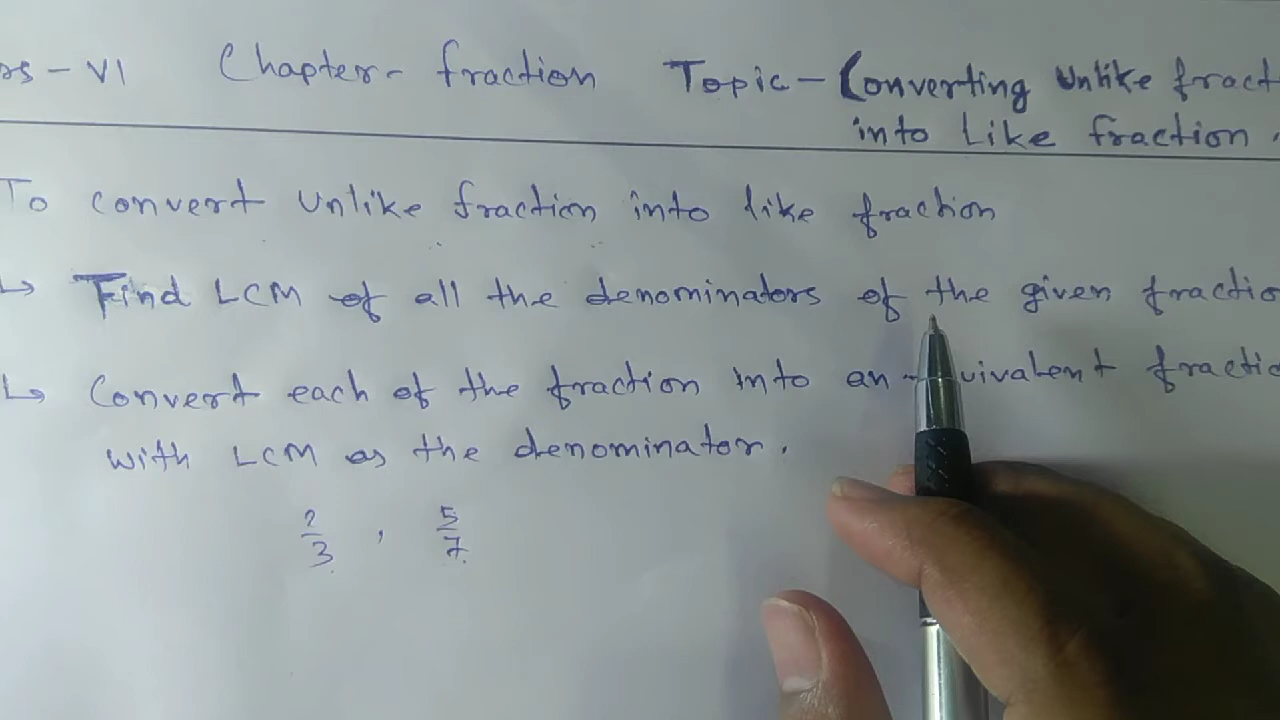 ss - VI Chapter - fraction Topic - Converting Unlike fract
into Like fraction.
To convert Unlike fraction into like fraction
↳ Find LCM of all the denominators of the given fractio
↳ Convert each of the fraction into an uivalent fractio
with LCM as the denominator.
2/3 , 5/7